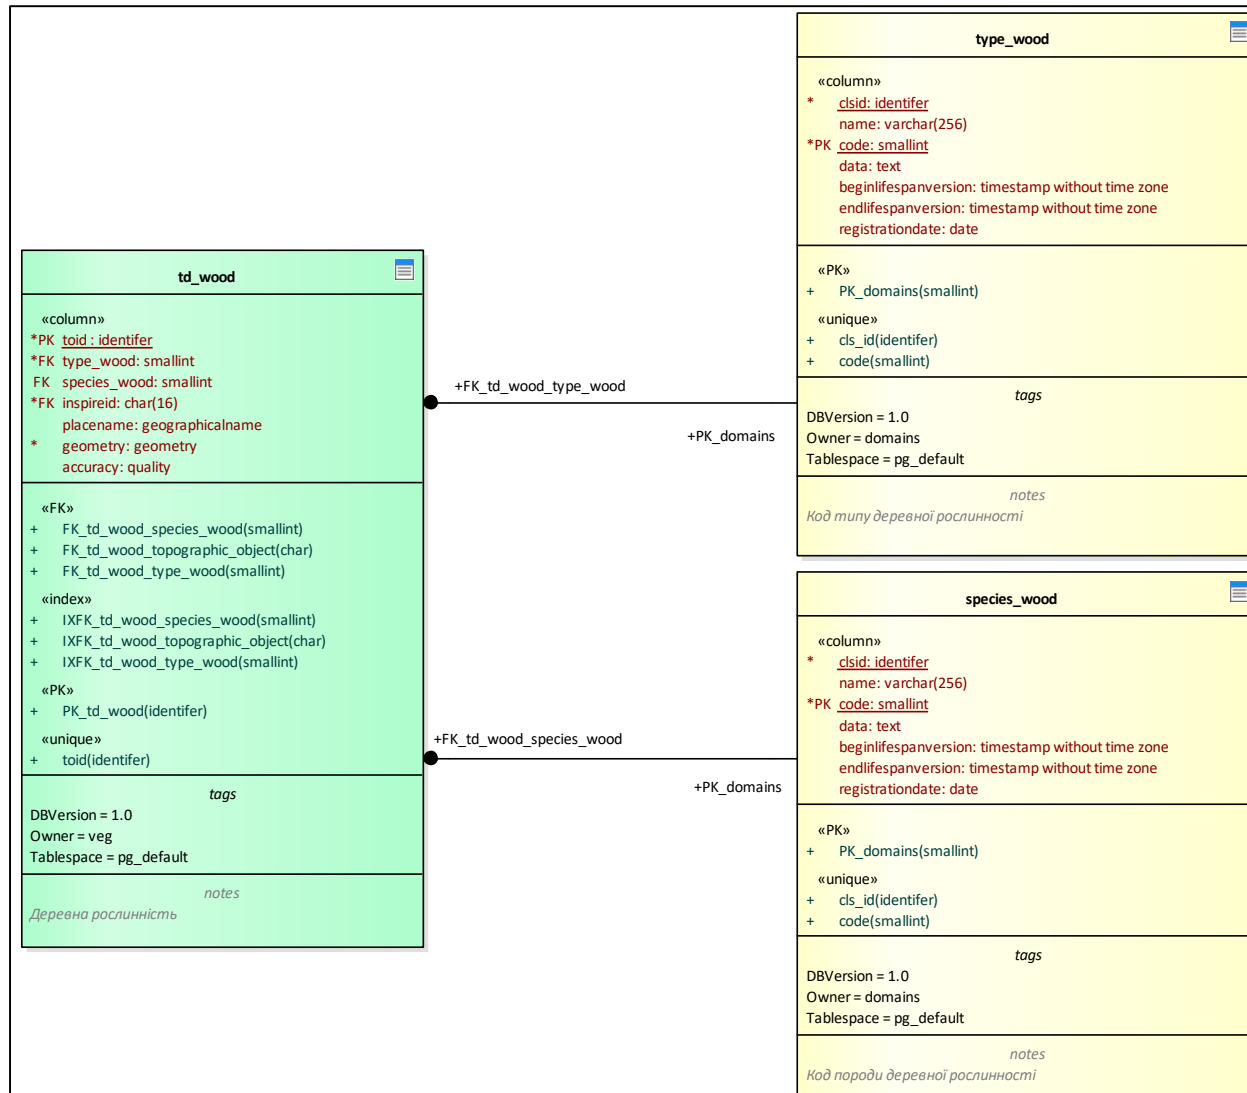 td_wood
«column»
*PK toid : identifer
*FK type_wood: smallint
FK species_wood: smallint
*FK inspireid: char(16)
placename: geographicalname
* geometry: geometry
accuracy: quality
«FK»
+ FK_td_wood_species_wood(smallint)
+ FK_td_wood_topographic_object(char)
+ FK_td_wood_type_wood(smallint)
«index»
+ IXFK_td_wood_species_wood(smallint)
+ IXFK_td_wood_topographic_object(char)
+ IXFK_td_wood_type_wood(smallint)
«PK»
+ PK_td_wood(identifer)
«unique»
+ toid(identifer)
tags
DBVersion = 1.0
Owner = veg
Tablespace = pg_default
notes
Деревна рослинність
+FK_td_wood_type_wood
+PK_domains
+FK_td_wood_species_wood
+PK_domains
type_wood
«column»
* clsid: identifer
name: varchar(256)
*PK code: smallint
data: text
beginlifespanversion: timestamp without time zone
endlifespanversion: timestamp without time zone
registrationdate: date
«PK»
+ PK_domains(smallint)
«unique»
+ cls_id(identifer)
+ code(smallint)
tags
DBVersion = 1.0
Owner = domains
Tablespace = pg_default
notes
Код типу деревної рослинності
species_wood
«column»
* clsid: identifer
name: varchar(256)
*PK code: smallint
data: text
beginlifespanversion: timestamp without time zone
endlifespanversion: timestamp without time zone
registrationdate: date
«PK»
+ PK_domains(smallint)
«unique»
+ cls_id(identifer)
+ code(smallint)
tags
DBVersion = 1.0
Owner = domains
Tablespace = pg_default
notes
Код породи деревної рослинності